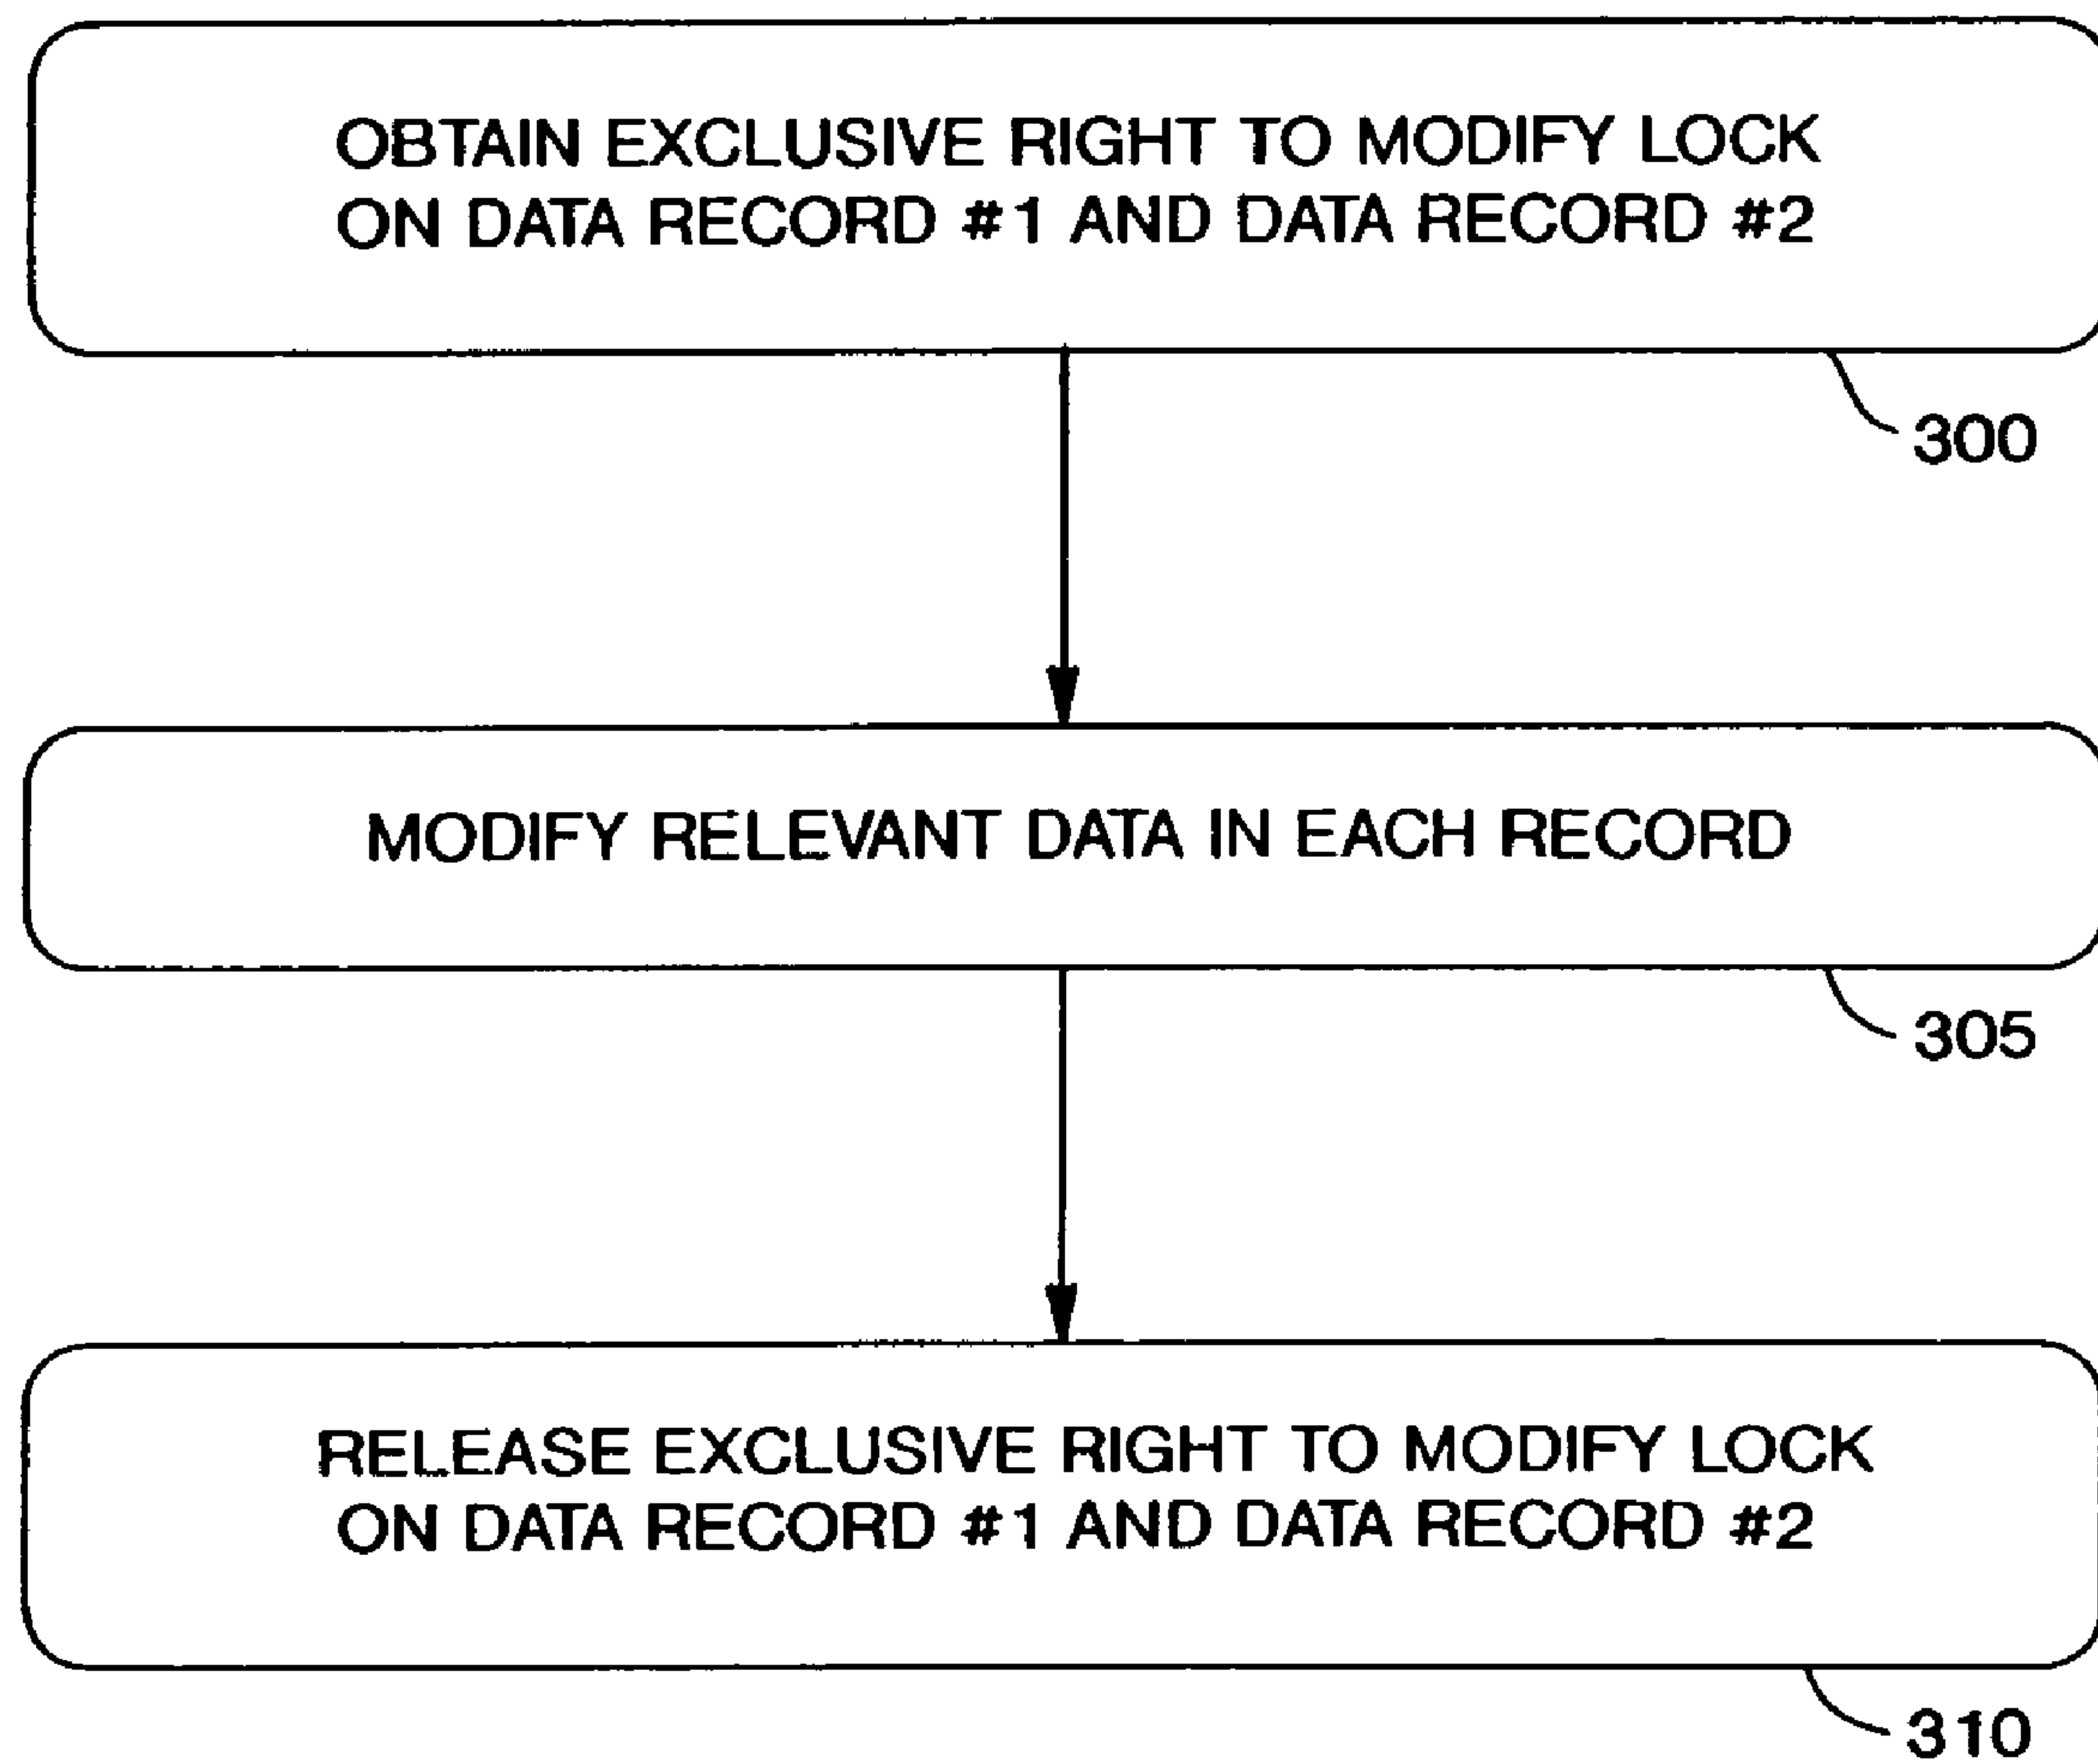 OBTAIN EXCLUSIVE RIGHT TO MODIFY LOCK
ON DATA RECORD #1 AND DATA RECORD #2
300
MODIFY RELEVANT DATA IN EACH RECORD
305
RELEASE EXCLUSIVE RIGHT TO MODIFY LOCK
ON DATA RECORD #1 AND DATA RECORD #2
310